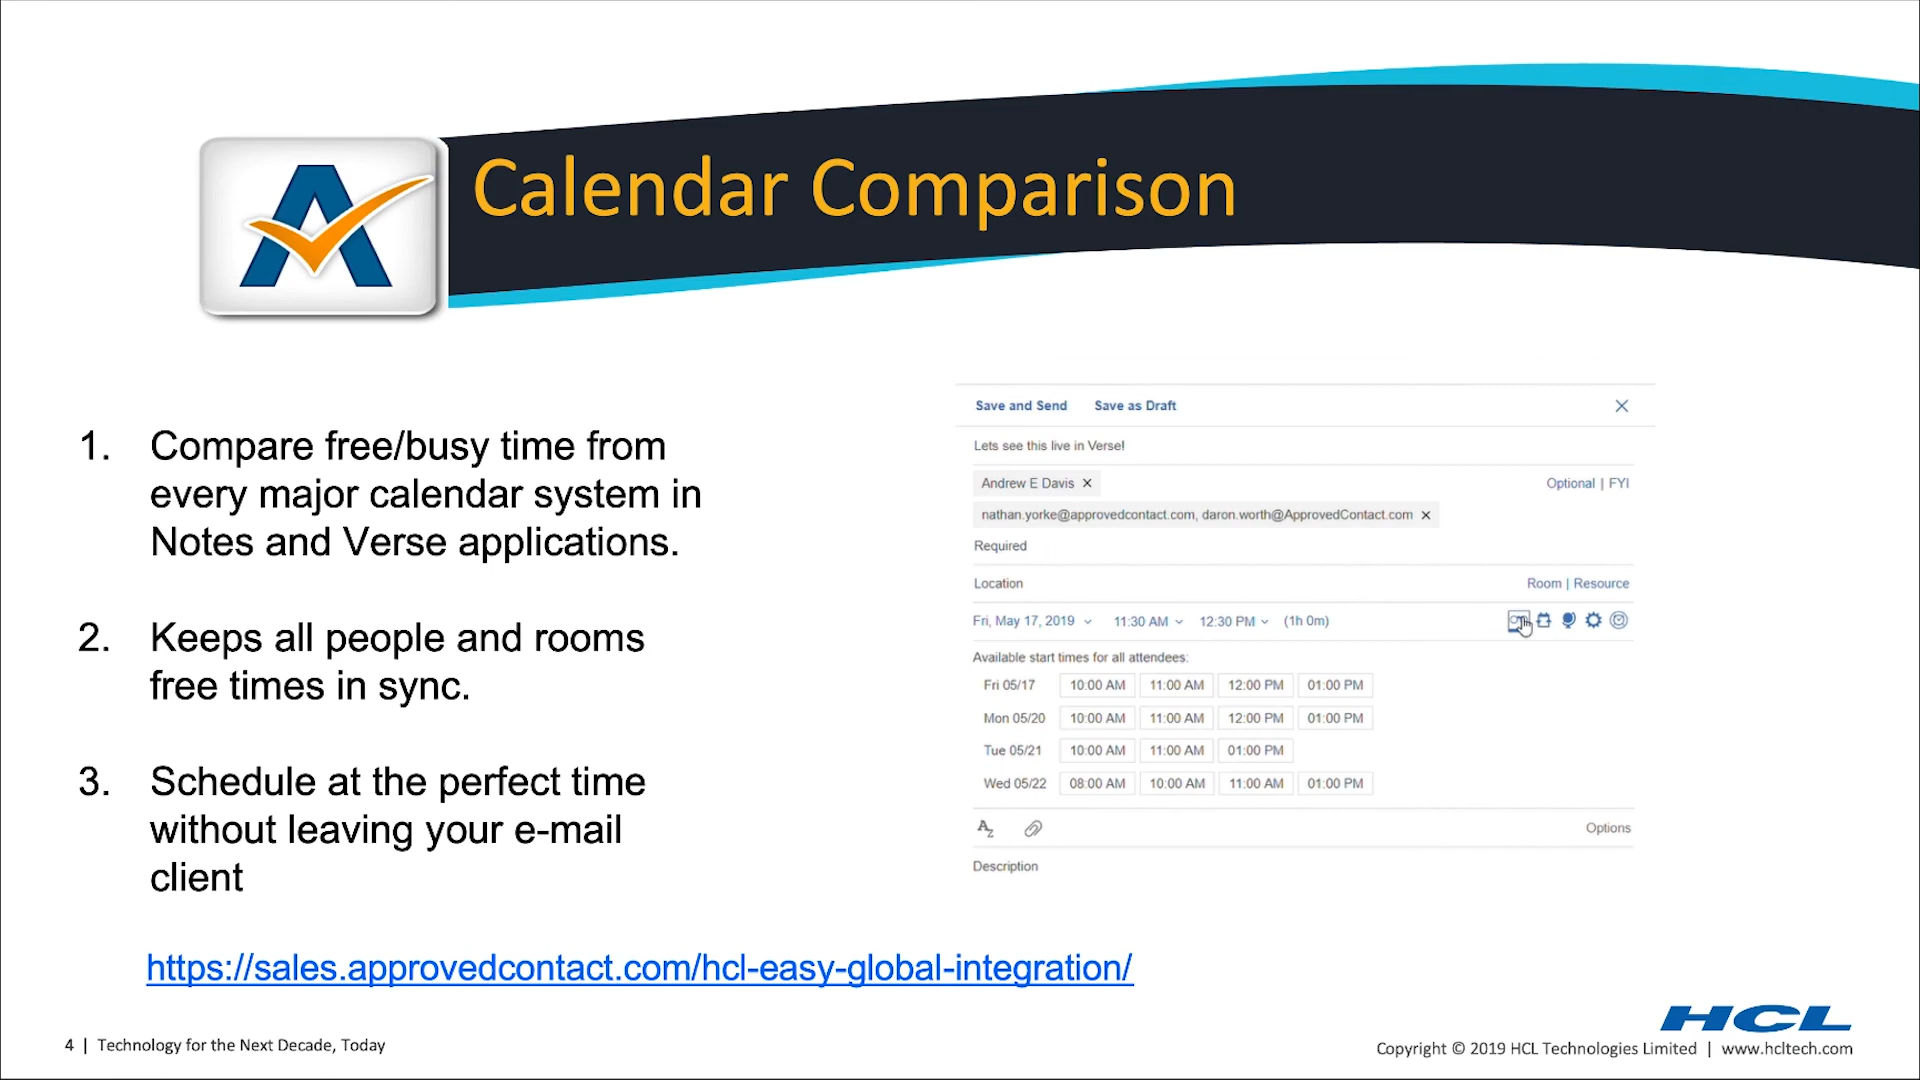 Calendar Comparison
1. Compare free/busy time from
every major calendar system in
Notes and Verse applications.
2. Keeps all people and rooms
free times in sync.
3. Schedule at the perfect time
without leaving your e-mail
client
https://sales.approvedcontact.com/hcl-easy-global-integration/
Save and Send Save as Draft
Lets see this live in Verse!
Andrew E Davis Optional | FYI
nathan.yorke@approvedcontact.com, daron.worth@ApprovedContact.com
Required
Location Room | Resource
Fri, May 17, 2019 11:30 AM 12:30 PM (1h 0m)
Available start times for all attendees:
Fri 05/17 10:00 AM 11:00 AM 12:00 PM 01:00 PM
Mon 05/20 10:00 AM 11:00 AM 12:00 PM 01:00 PM
Tue 05/21 10:00 AM 11:00 AM 01:00 PM
Wed 05/22 08:00 AM 10:00 AM 11:00 AM 01:00 PM
Options
Description
HCL
4 | Technology for the Next Decade, Today
Copyright © 2019 HCL Technologies Limited | www.hcltech.com